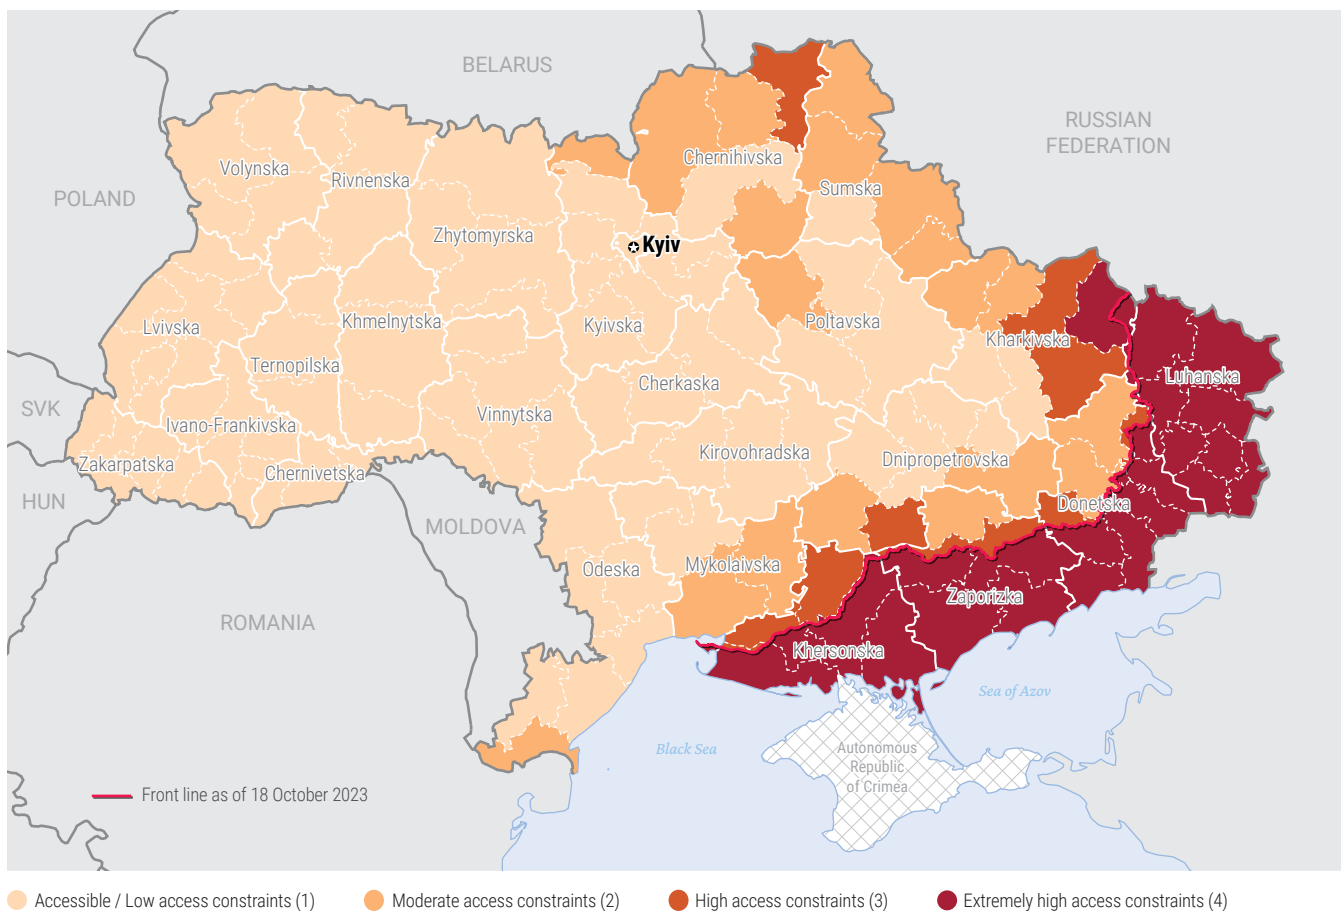 BELARUS
RUSSIAN
FEDERATION
POLAND
Volynska
Rivnenska
Chernihivska
Sumska
Zhytomyrska
Kyiv
Lvivska
Khmelnytska
Kyivska
Poltavska
Kharkivska
Ternopilska
Cherkaska
Luhanska
SVK
Ivano-Frankivska
Vinnytska
Zakarpatska
Chernivetska
Kirovohradska
Dnipropetrovska
HUN
MOLDOVA
Donetska
Odeska
Mykolaivska
Zaporizka
ROMANIA
Khersonska
Sea of Azov
Black Sea
Autonomous
Republic
of Crimea
Front line as of 18 October 2023
Accessible / Low access constraints (1)
Moderate access constraints (2)
High access constraints (3)
Extremely high access constraints (4)